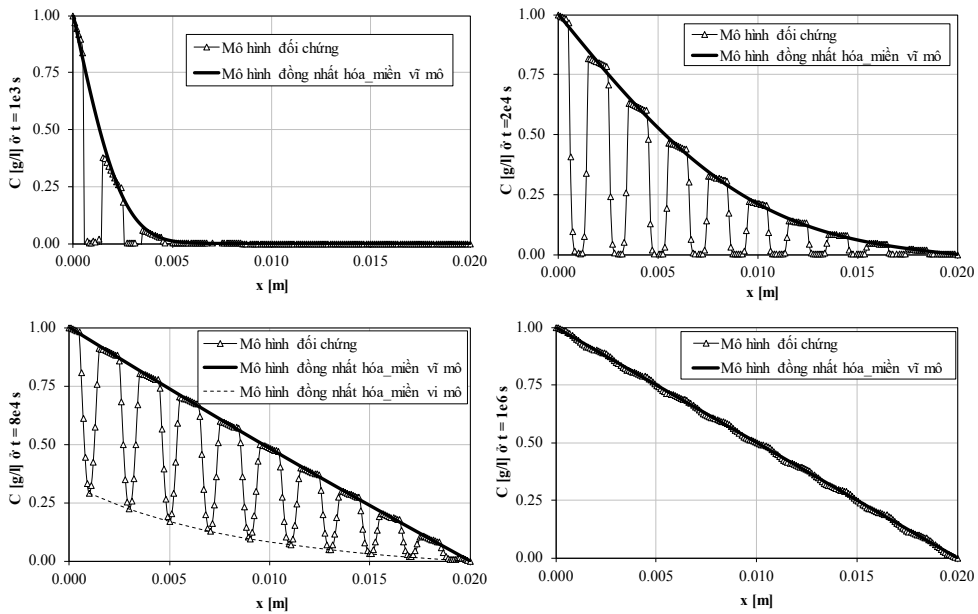 1.00
0.75
0.50
0.25
0.00
C [g/l] ở t = 1e3 s
Mô hình đối chứng
Mô hình đồng nhất hóa_miền vĩ mô
0.000 0.005 0.010 0.015 0.020
x [m]
1.00
0.75
0.50
0.25
0.00
C [g/l] ở t =2e4 s
Mô hình đối chứng
Mô hình đồng nhất hóa_miền vĩ mô
0.000 0.005 0.010 0.015 0.020
x [m]
1.00
0.75
0.50
0.25
0.00
C [g/l] ở t = 8e4 s
Mô hình đối chứng
Mô hình đồng nhất hóa_miền vĩ mô
Mô hình đồng nhất hóa_miền vi mô
0.000 0.005 0.010 0.015 0.020
x [m]
1.00
0.75
0.50
0.25
0.00
C [g/l] ở t = 1e6 s
Mô hình đối chứng
Mô hình đồng nhất hóa_miền vĩ mô
0.000 0.005 0.010 0.015 0.020
x [m]